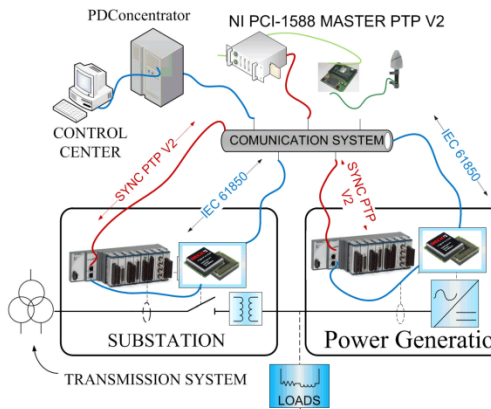 PDConcentrator
NI PCI-1588 MASTER PTP V2
CONTROL
CENTER
COMUNICATION SYSTEM
SYNC PTP V2
IEC 61850
SYNC PTP
V2
IEC 61850
SUBSTATION
Power Generatio
TRANSMISSION SYSTEM
LOADS